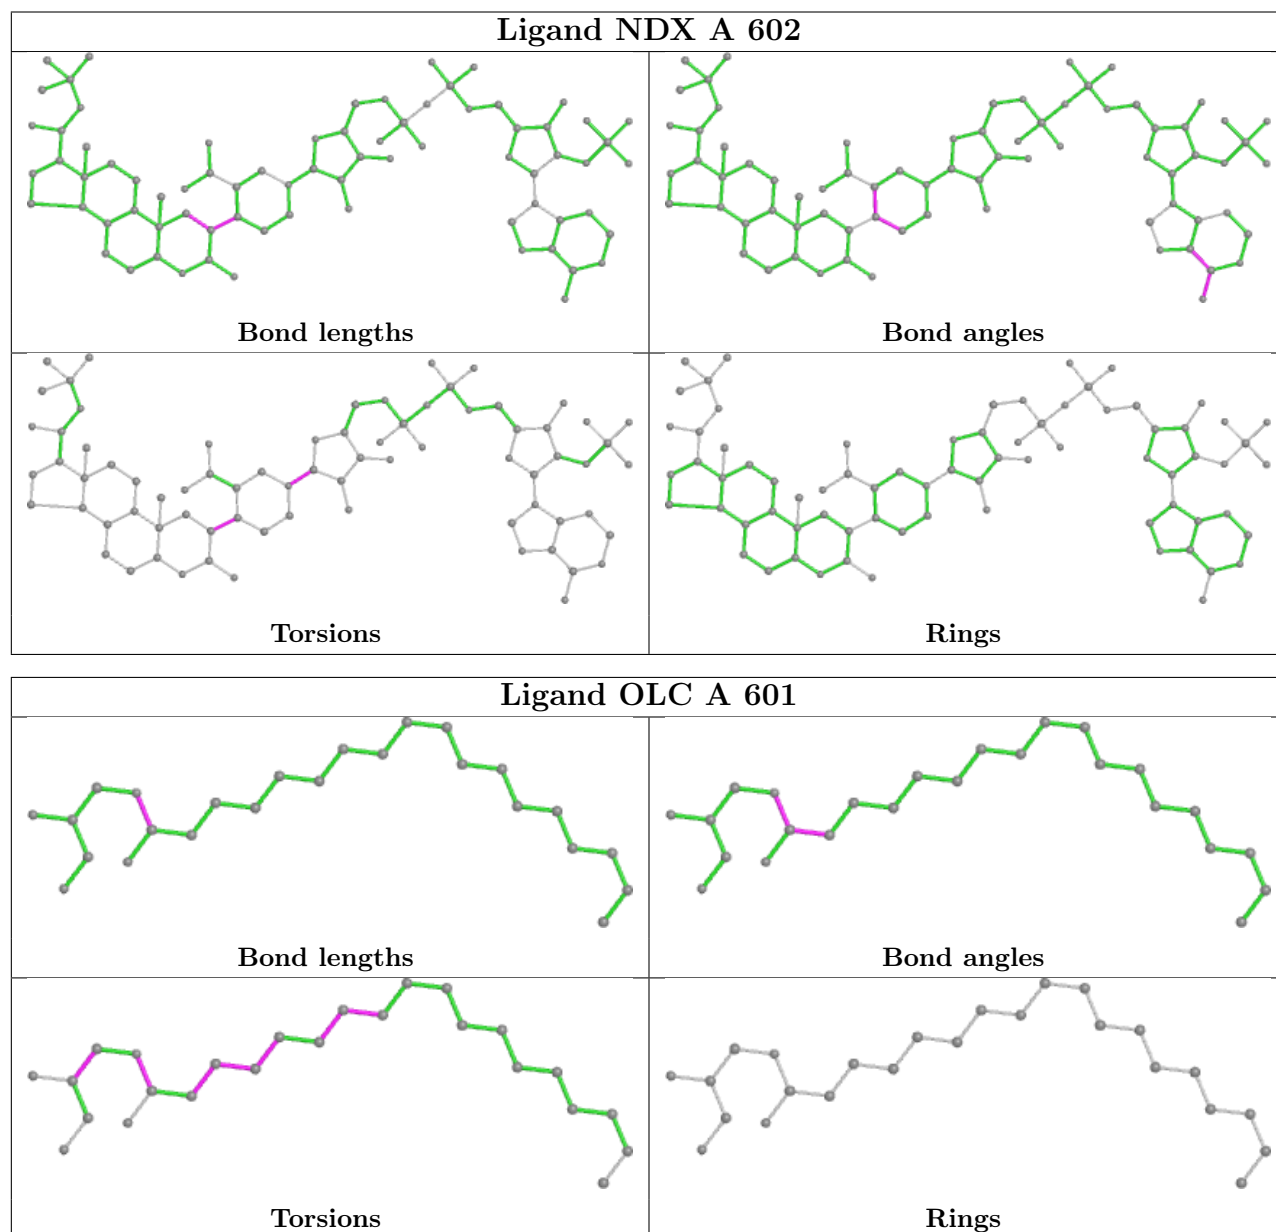 Ligand NDX A 602
Bond lengths
Bond angles
Torsions
Rings
Ligand OLC A 601
Bond lengths
Bond angles
Torsions
Rings